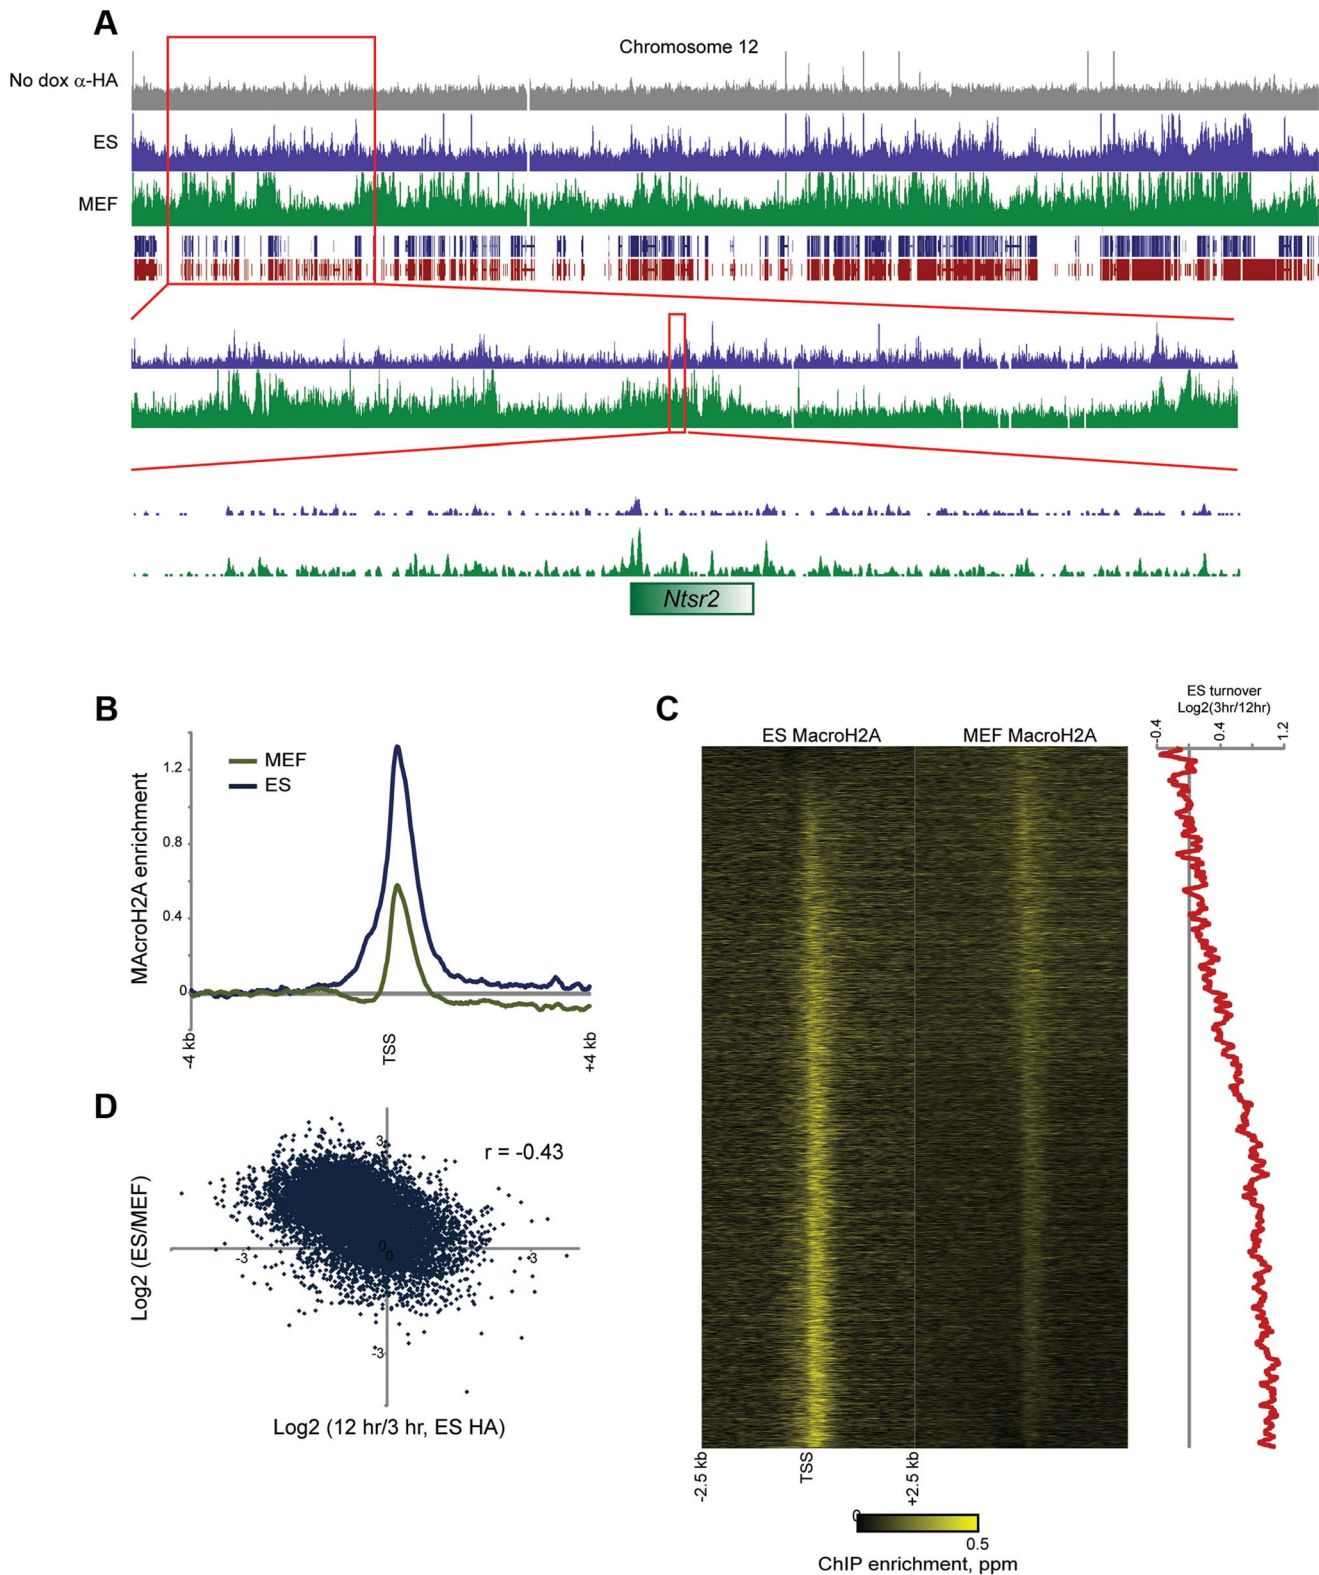 A
Chromosome 12
No dox α-HA
ES
MEF
Ntsr2
B
MEF
ES
MAcroH2A enrichment
1.2
0.8
0.4
0
-4 kb
TSS
+4 kb
C
ES MacroH2A
MEF MacroH2A
ES turnover
Log2(3hr/12hr)
-0.4
0.4
1.2
-2.5 kb
TSS
+2.5 kb
0
0.5
ChIP enrichment, ppm
D
r = -0.43
Log2 (ES/MEF)
3
0
0
-3
3
-3
Log2 (12 hr/3 hr, ES HA)